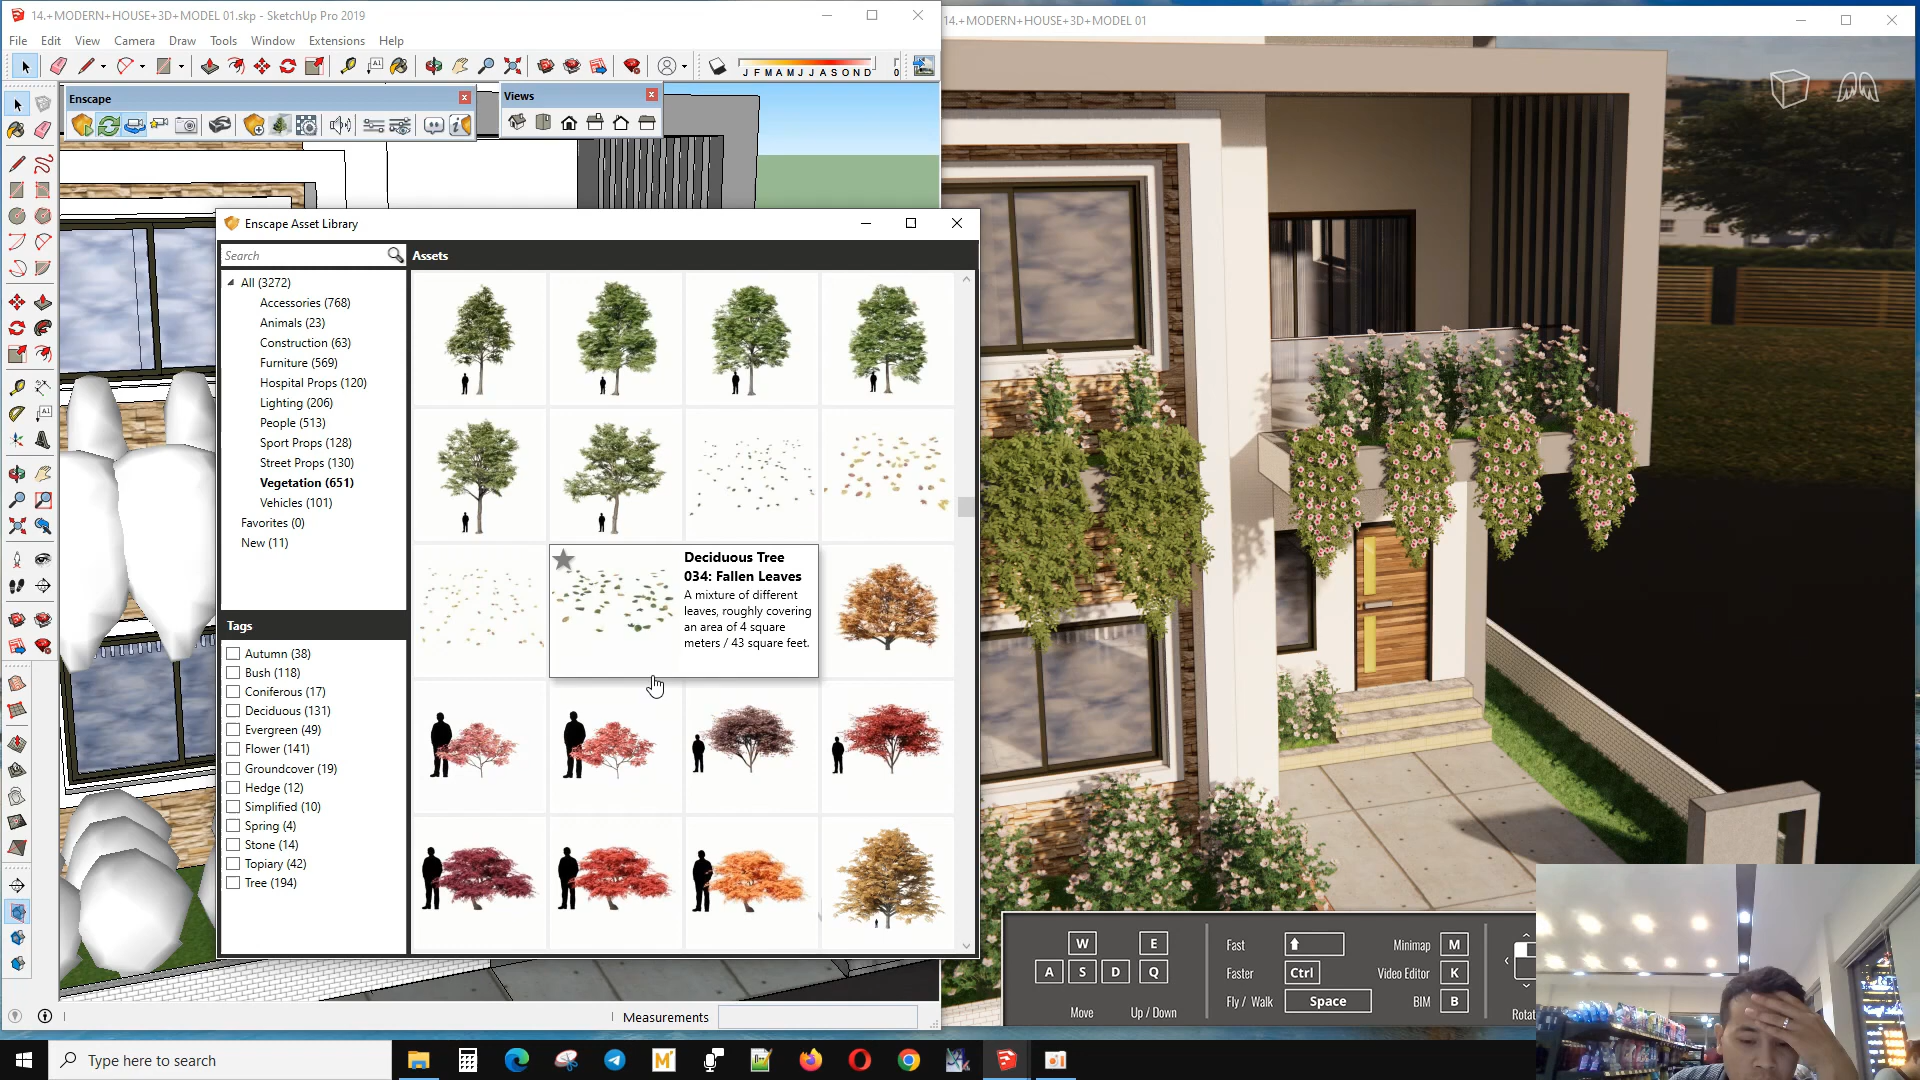 14.+MODERN+HOUSE+3D+MODEL 01.skp - SketchUp Pro 2019
14.+MODERN+HOUSE+3D+MODEL 01
File Edit View Camera Draw Tools Window Extensions Help
J F M A M J J A S O N D
Enscape
Views
Enscape Asset Library
Search
Assets
All (3272)
Accessories (768)
Animals (23)
Construction (63)
Furniture (569)
Hospital Props (120)
Lighting (206)
People (513)
Sport Props (128)
Street Props (130)
Vegetation (651)
Vehicles (101)
Favorites (0)
New (11)
Deciduous Tree
034: Fallen Leaves
A mixture of different
leaves, roughly covering
an area of 4 square
meters / 43 square feet.
Tags
Autumn (38)
Bush (118)
Coniferous (17)
Deciduous (131)
Evergreen (49)
Flower (141)
Groundcover (19)
Hedge (12)
Simplified (10)
Spring (4)
Stone (14)
Topiary (42)
Tree (194)
W E
A S D Q
Move Up / Down
Fast
Faster Ctrl
Fly / Walk Space
Minimap M
Video Editor K
BIM B
Rotat
Measurements
Type here to search